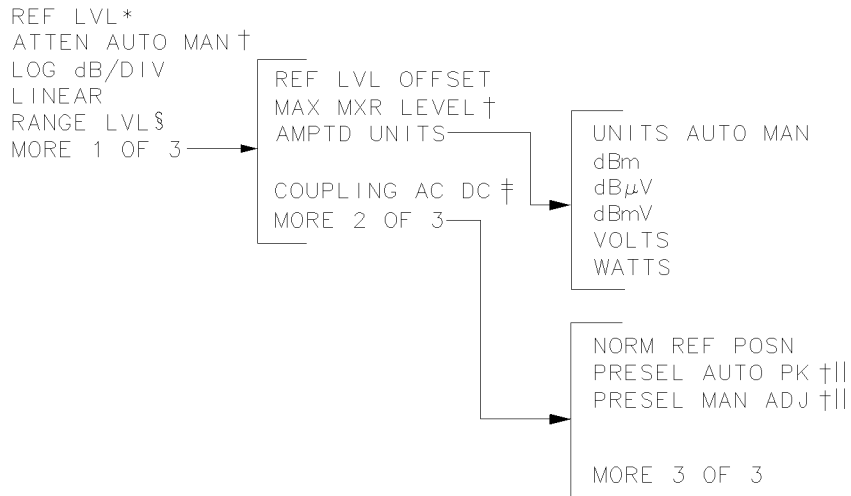 REF LVL*
ATTEN AUTO MAN†
LOG dB/DIV
LINEAR
RANGE LVL§
MORE 1 OF 3
REF LVL OFFSET
MAX MXR LEVEL†
AMPTD UNITS
COUPLING AC DC‡
MORE 2 OF 3
UNITS AUTO MAN
dBm
dBμV
dBmV
VOLTS
WATTS
NORM REF POSN
PRESEL AUTO PK†||
PRESEL MAN ADJ†||
MORE 3 OF 3